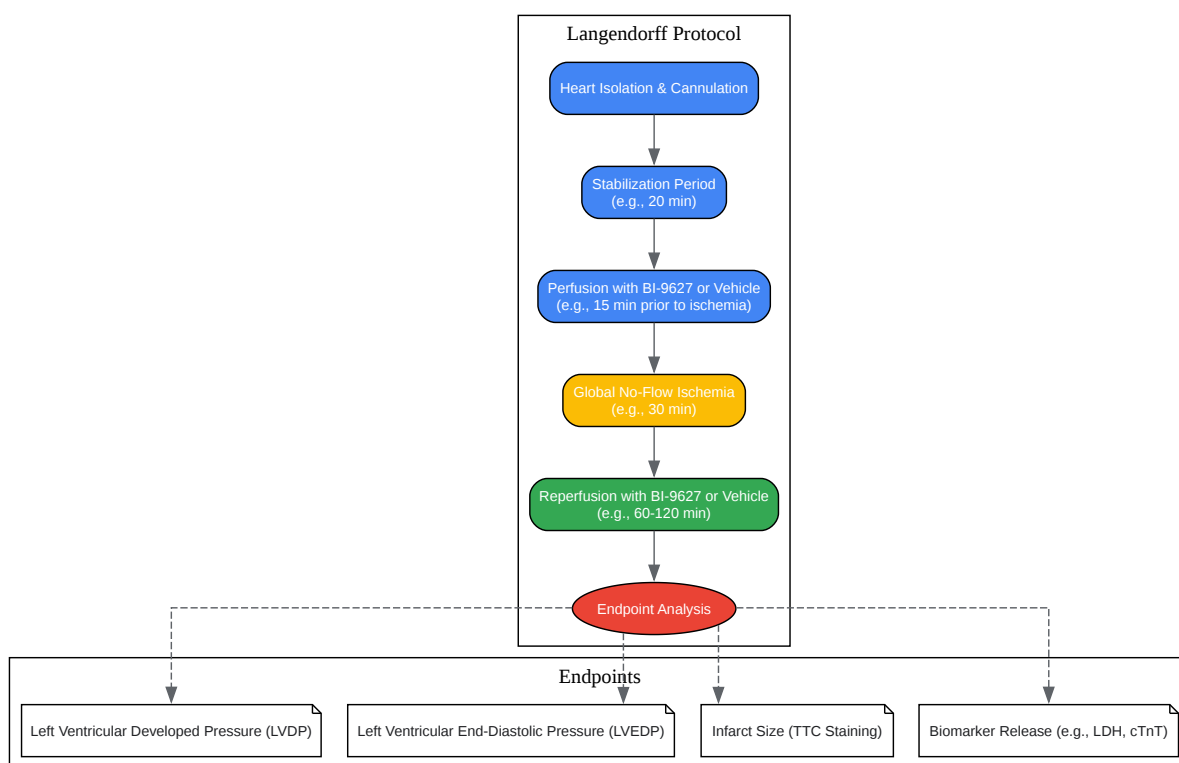 Langendorff Protocol
Heart Isolation & Cannulation
Stabilization Period
(e.g., 20 min)
Perfusion with BI-9627 or Vehicle
(e.g., 15 min prior to ischemia)
Global No-Flow Ischemia
(e.g., 30 min)
Reperfusion with BI-9627 or Vehicle
(e.g., 60-120 min)
Endpoint Analysis
Endpoints
Left Ventricular Developed Pressure (LVDP)
Left Ventricular End-Diastolic Pressure (LVEDP)
Infarct Size (TTC Staining)
Biomarker Release (e.g., LDH, cTnT)